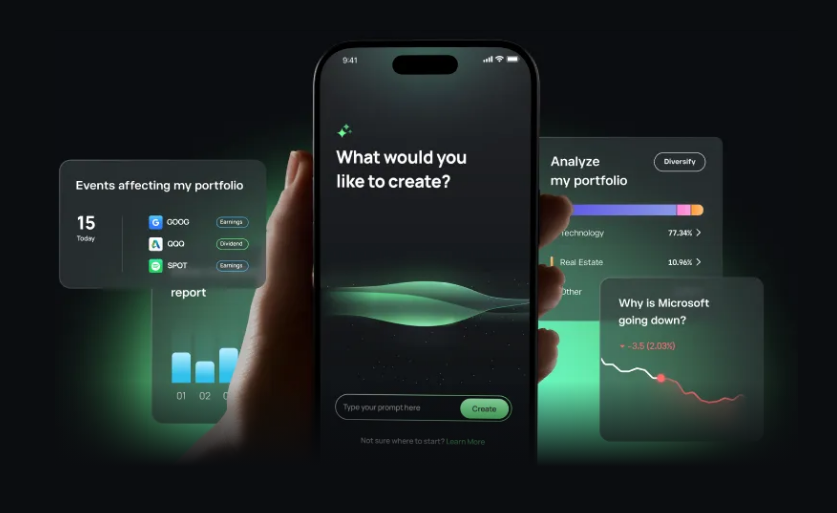 9:41
What would you
like to create?
Type your prompt here
Create
Not sure where to start? Learn More
Events affecting my portfolio
15
Today
GOOG
Earnings
QQQ
Dividend
SPOT
Earnings
report
01
02
Analyze
my portfolio
Diversify
Technology
77.34%
Real Estate
10.96%
Other
Why is Microsoft
going down?
-3.5 (2.03%)